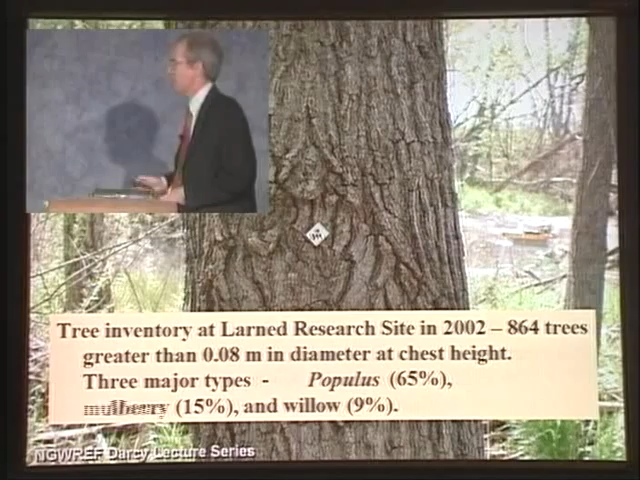 Tree inventory at Larned Research Site in 2002 – 864 trees
greater than 0.08 m in diameter at chest height.
Three major types - Populus (65%),
mulberry (15%), and willow (9%).
NGWREF Darcy Lecture Series